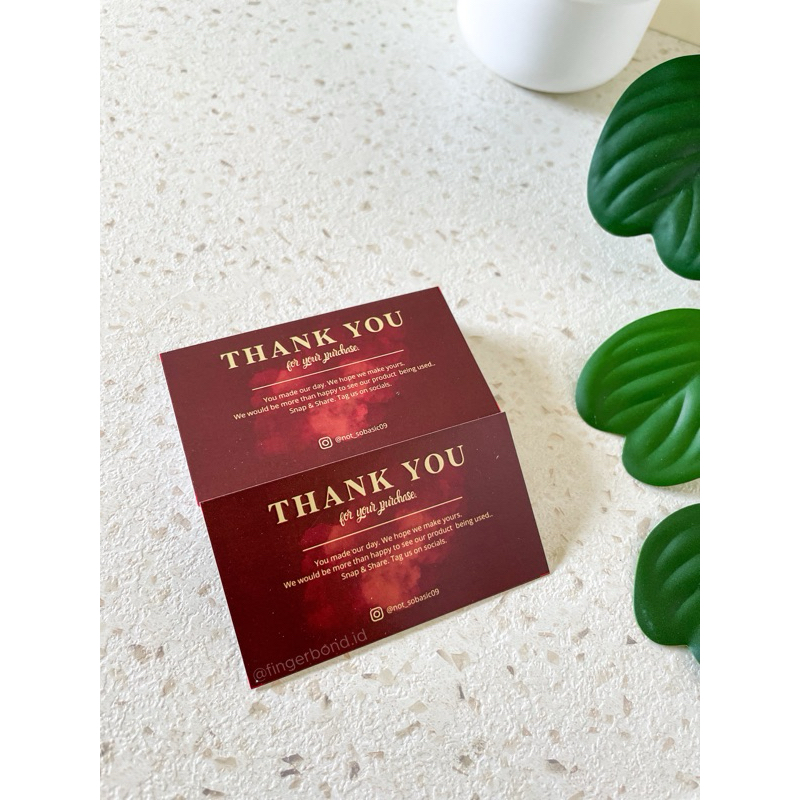 THANK YOU
for your purchase.
You made our day. We hope we make yours.
We would be more than happy to see our product being used..
Snap & Share. Tag us on socials.
@not_sobasic09
THANK YOU
for your purchase.
You made our day. We hope we make yours.
We would be more than happy to see our product being used..
Snap & Share. Tag us on socials.
@not_sobasic09
@fingerbond.id